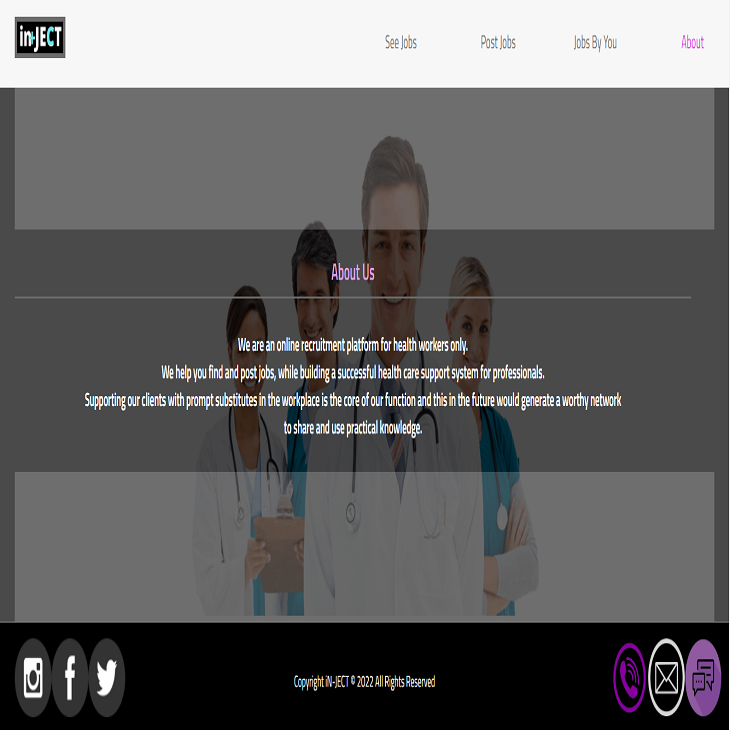 in+JECT
See Jobs
Post Jobs
Jobs By You
About
About Us
We are an online recruitment platform for health workers only.
We help you find and post jobs, while building a successful health care support system for professionals.
Supporting our clients with prompt substitutes in the workplace is the core of our function and this in the future would generate a worthy network
to share and use practical knowledge.
Copyright iN-JECT © 2022 All Rights Reserved